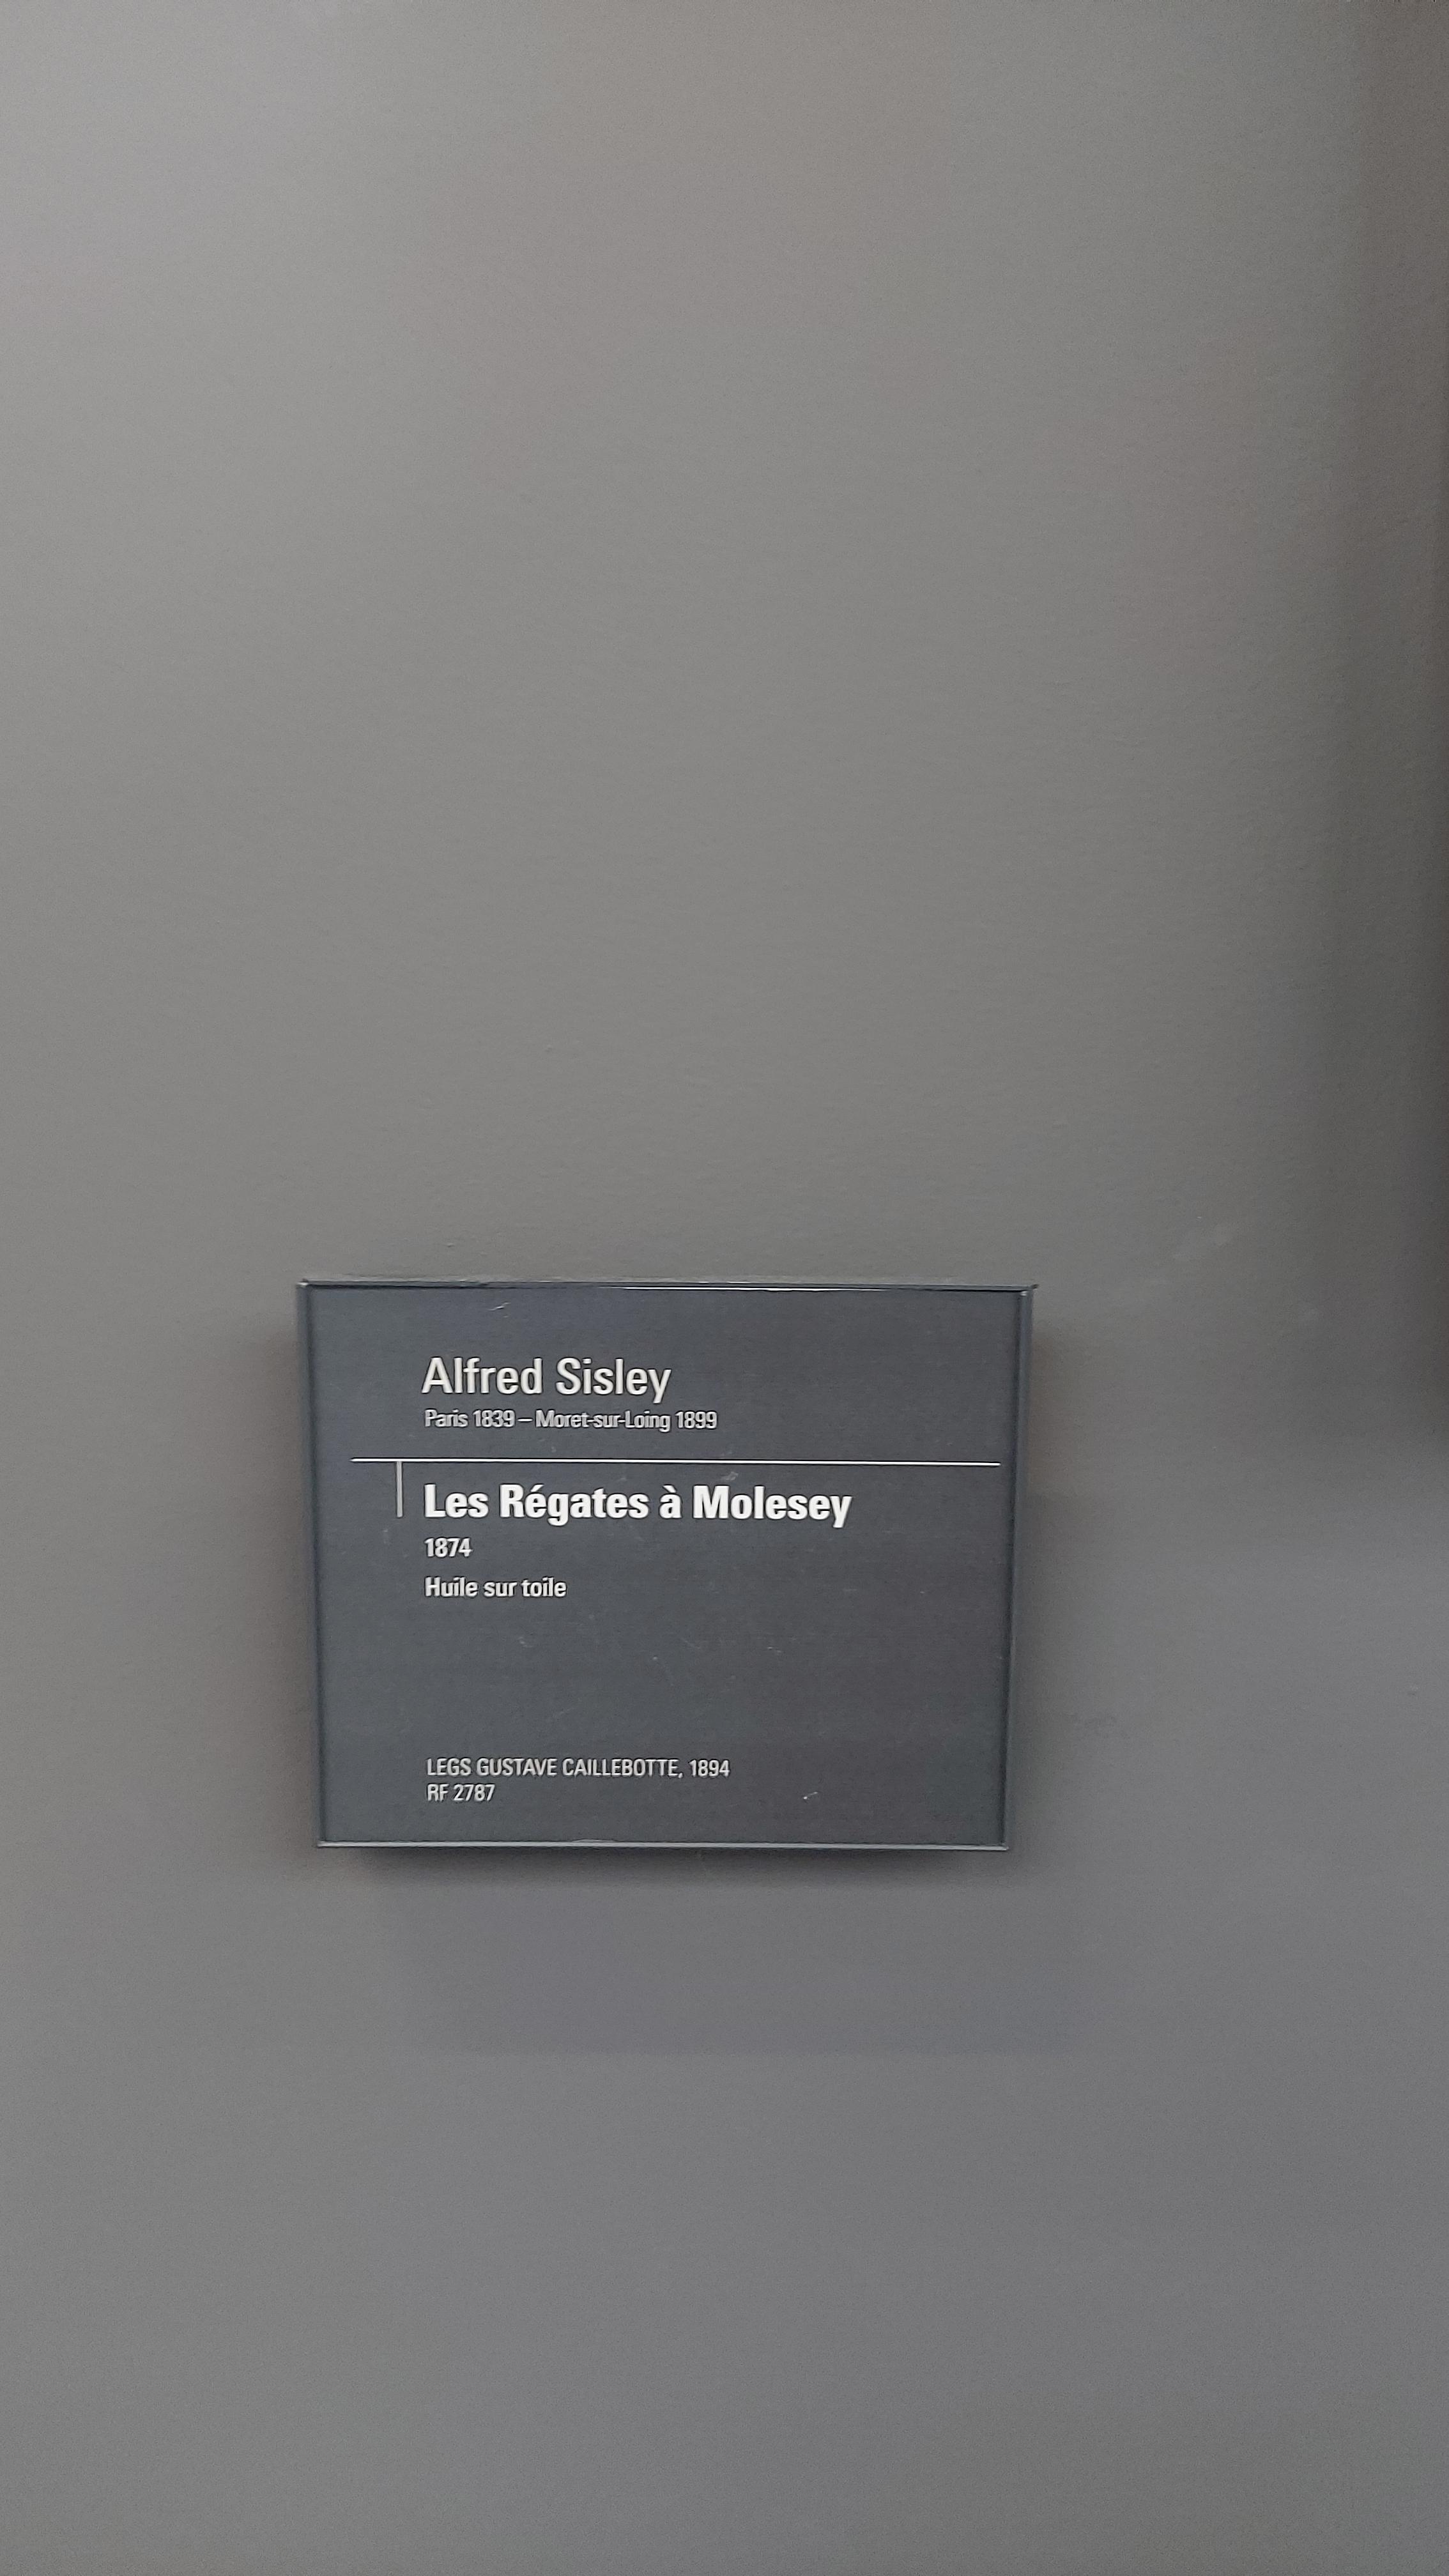 Alfred Sisley
Paris 1839 – Moret-sur-Loing 1899
Les Régates à Molesey
1874
Huile sur toile
LEGS GUSTAVE CAILLEBOTTE, 1894
RF 2787